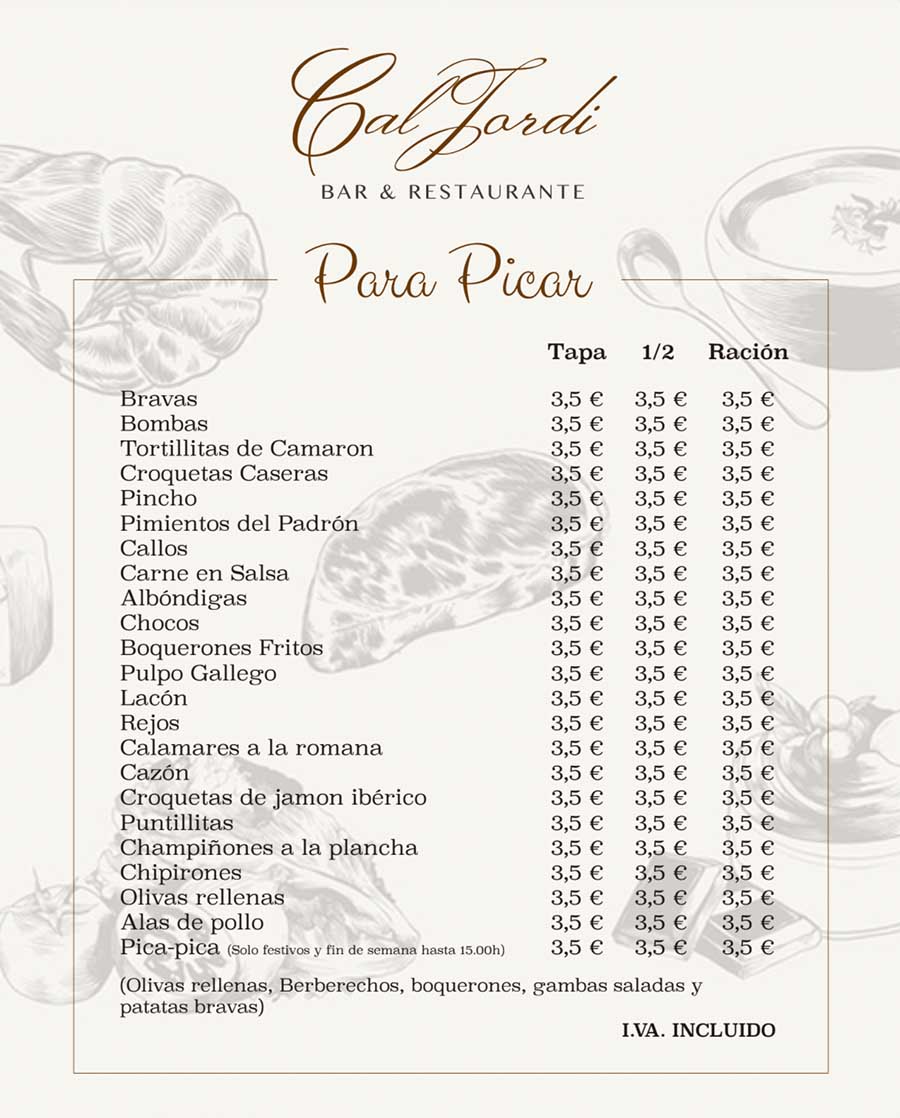 Cal Jordi
BAR & RESTAURANTE
Para Picar
Tapa 1/2 Ración
Bravas 3,5 € 3,5 € 3,5 €
Bombas 3,5 € 3,5 € 3,5 €
Tortillitas de Camaron 3,5 € 3,5 € 3,5 €
Croquetas Caseras 3,5 € 3,5 € 3,5 €
Pincho 3,5 € 3,5 € 3,5 €
Pimientos del Padrón 3,5 € 3,5 € 3,5 €
Callos 3,5 € 3,5 € 3,5 €
Carne en Salsa 3,5 € 3,5 € 3,5 €
Albóndigas 3,5 € 3,5 € 3,5 €
Chocos 3,5 € 3,5 € 3,5 €
Boquerones Fritos 3,5 € 3,5 € 3,5 €
Pulpo Gallego 3,5 € 3,5 € 3,5 €
Lacón 3,5 € 3,5 € 3,5 €
Rejos 3,5 € 3,5 € 3,5 €
Calamares a la romana 3,5 € 3,5 € 3,5 €
Cazón 3,5 € 3,5 € 3,5 €
Croquetas de jamon ibérico 3,5 € 3,5 € 3,5 €
Puntillitas 3,5 € 3,5 € 3,5 €
Champiñones a la plancha 3,5 € 3,5 € 3,5 €
Chipirones 3,5 € 3,5 € 3,5 €
Olivas rellenas 3,5 € 3,5 € 3,5 €
Alas de pollo 3,5 € 3,5 € 3,5 €
Pica-pica (Solo festivos y fin de semana hasta 15.00h) 3,5 € 3,5 € 3,5 €
(Olivas rellenas, Berberechos, boquerones, gambas saladas y
patatas bravas)
I.VA. INCLUIDO